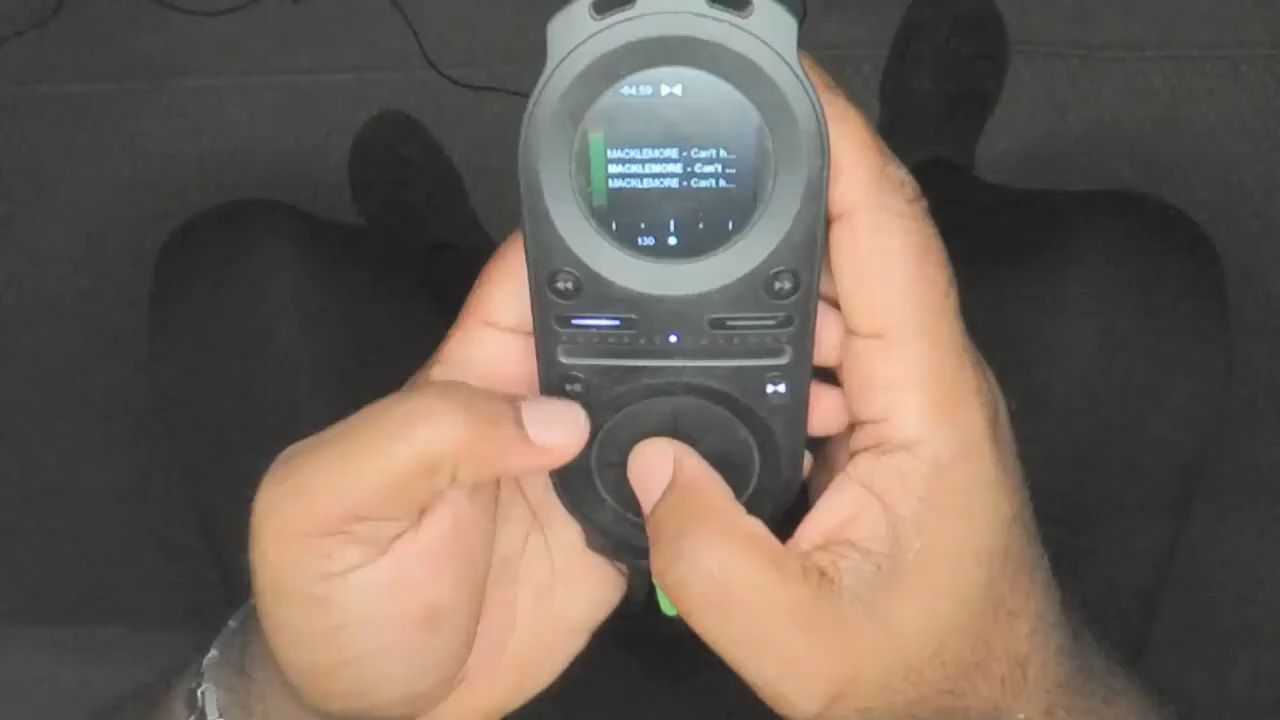 -04:59
MACKLEMORE - Can't h...
MACKLEMORE - Can't ...
MACKLEMORE - Can't h...
130